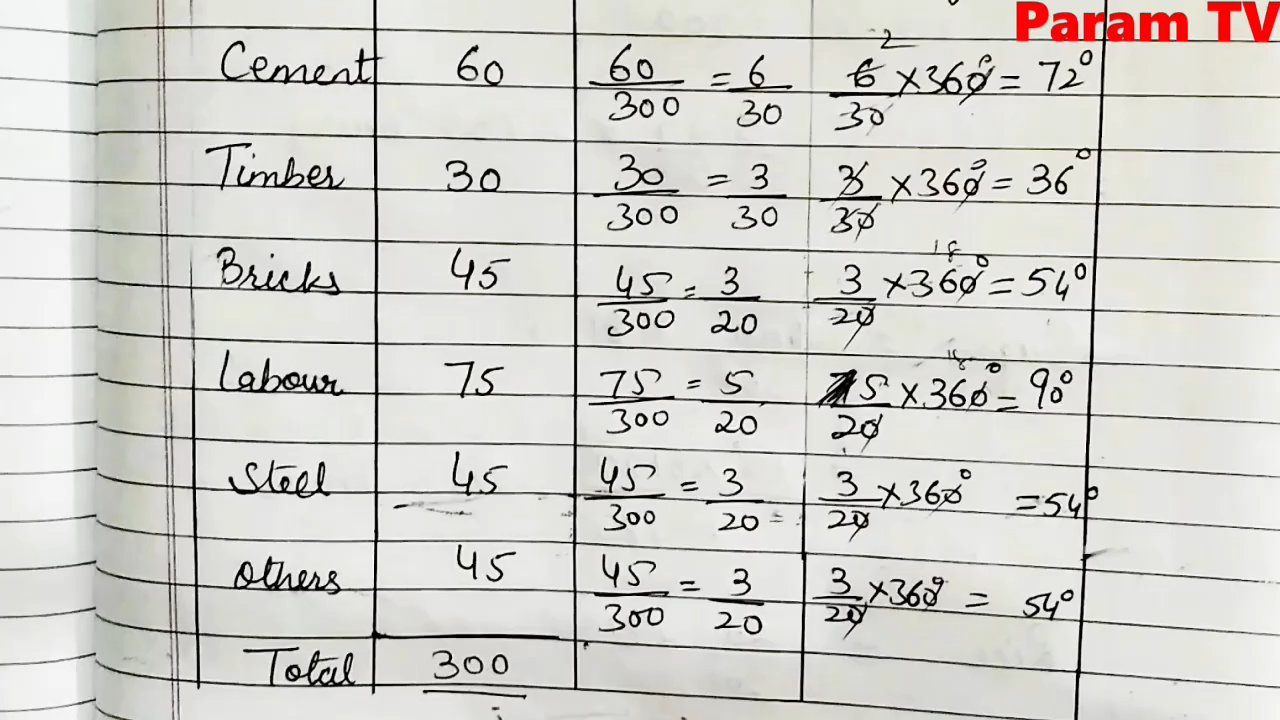 Param TV
Cement 60 60/300 = 6/30 6/30 ×360° = 72° 2
Timber 30 30/300 = 3/30 3/30 ×360° = 36°
Bricks 45 45/300 = 3/20 3/20 ×360° = 54° 18
Labour 75 75/300 = 5/20 5/20 ×360° = 90° 18
Steel 45 45/300 = 3/20 3/20 ×360° = 54°
Others 45 45/300 = 3/20 3/20 ×360° = 54°
Total 300